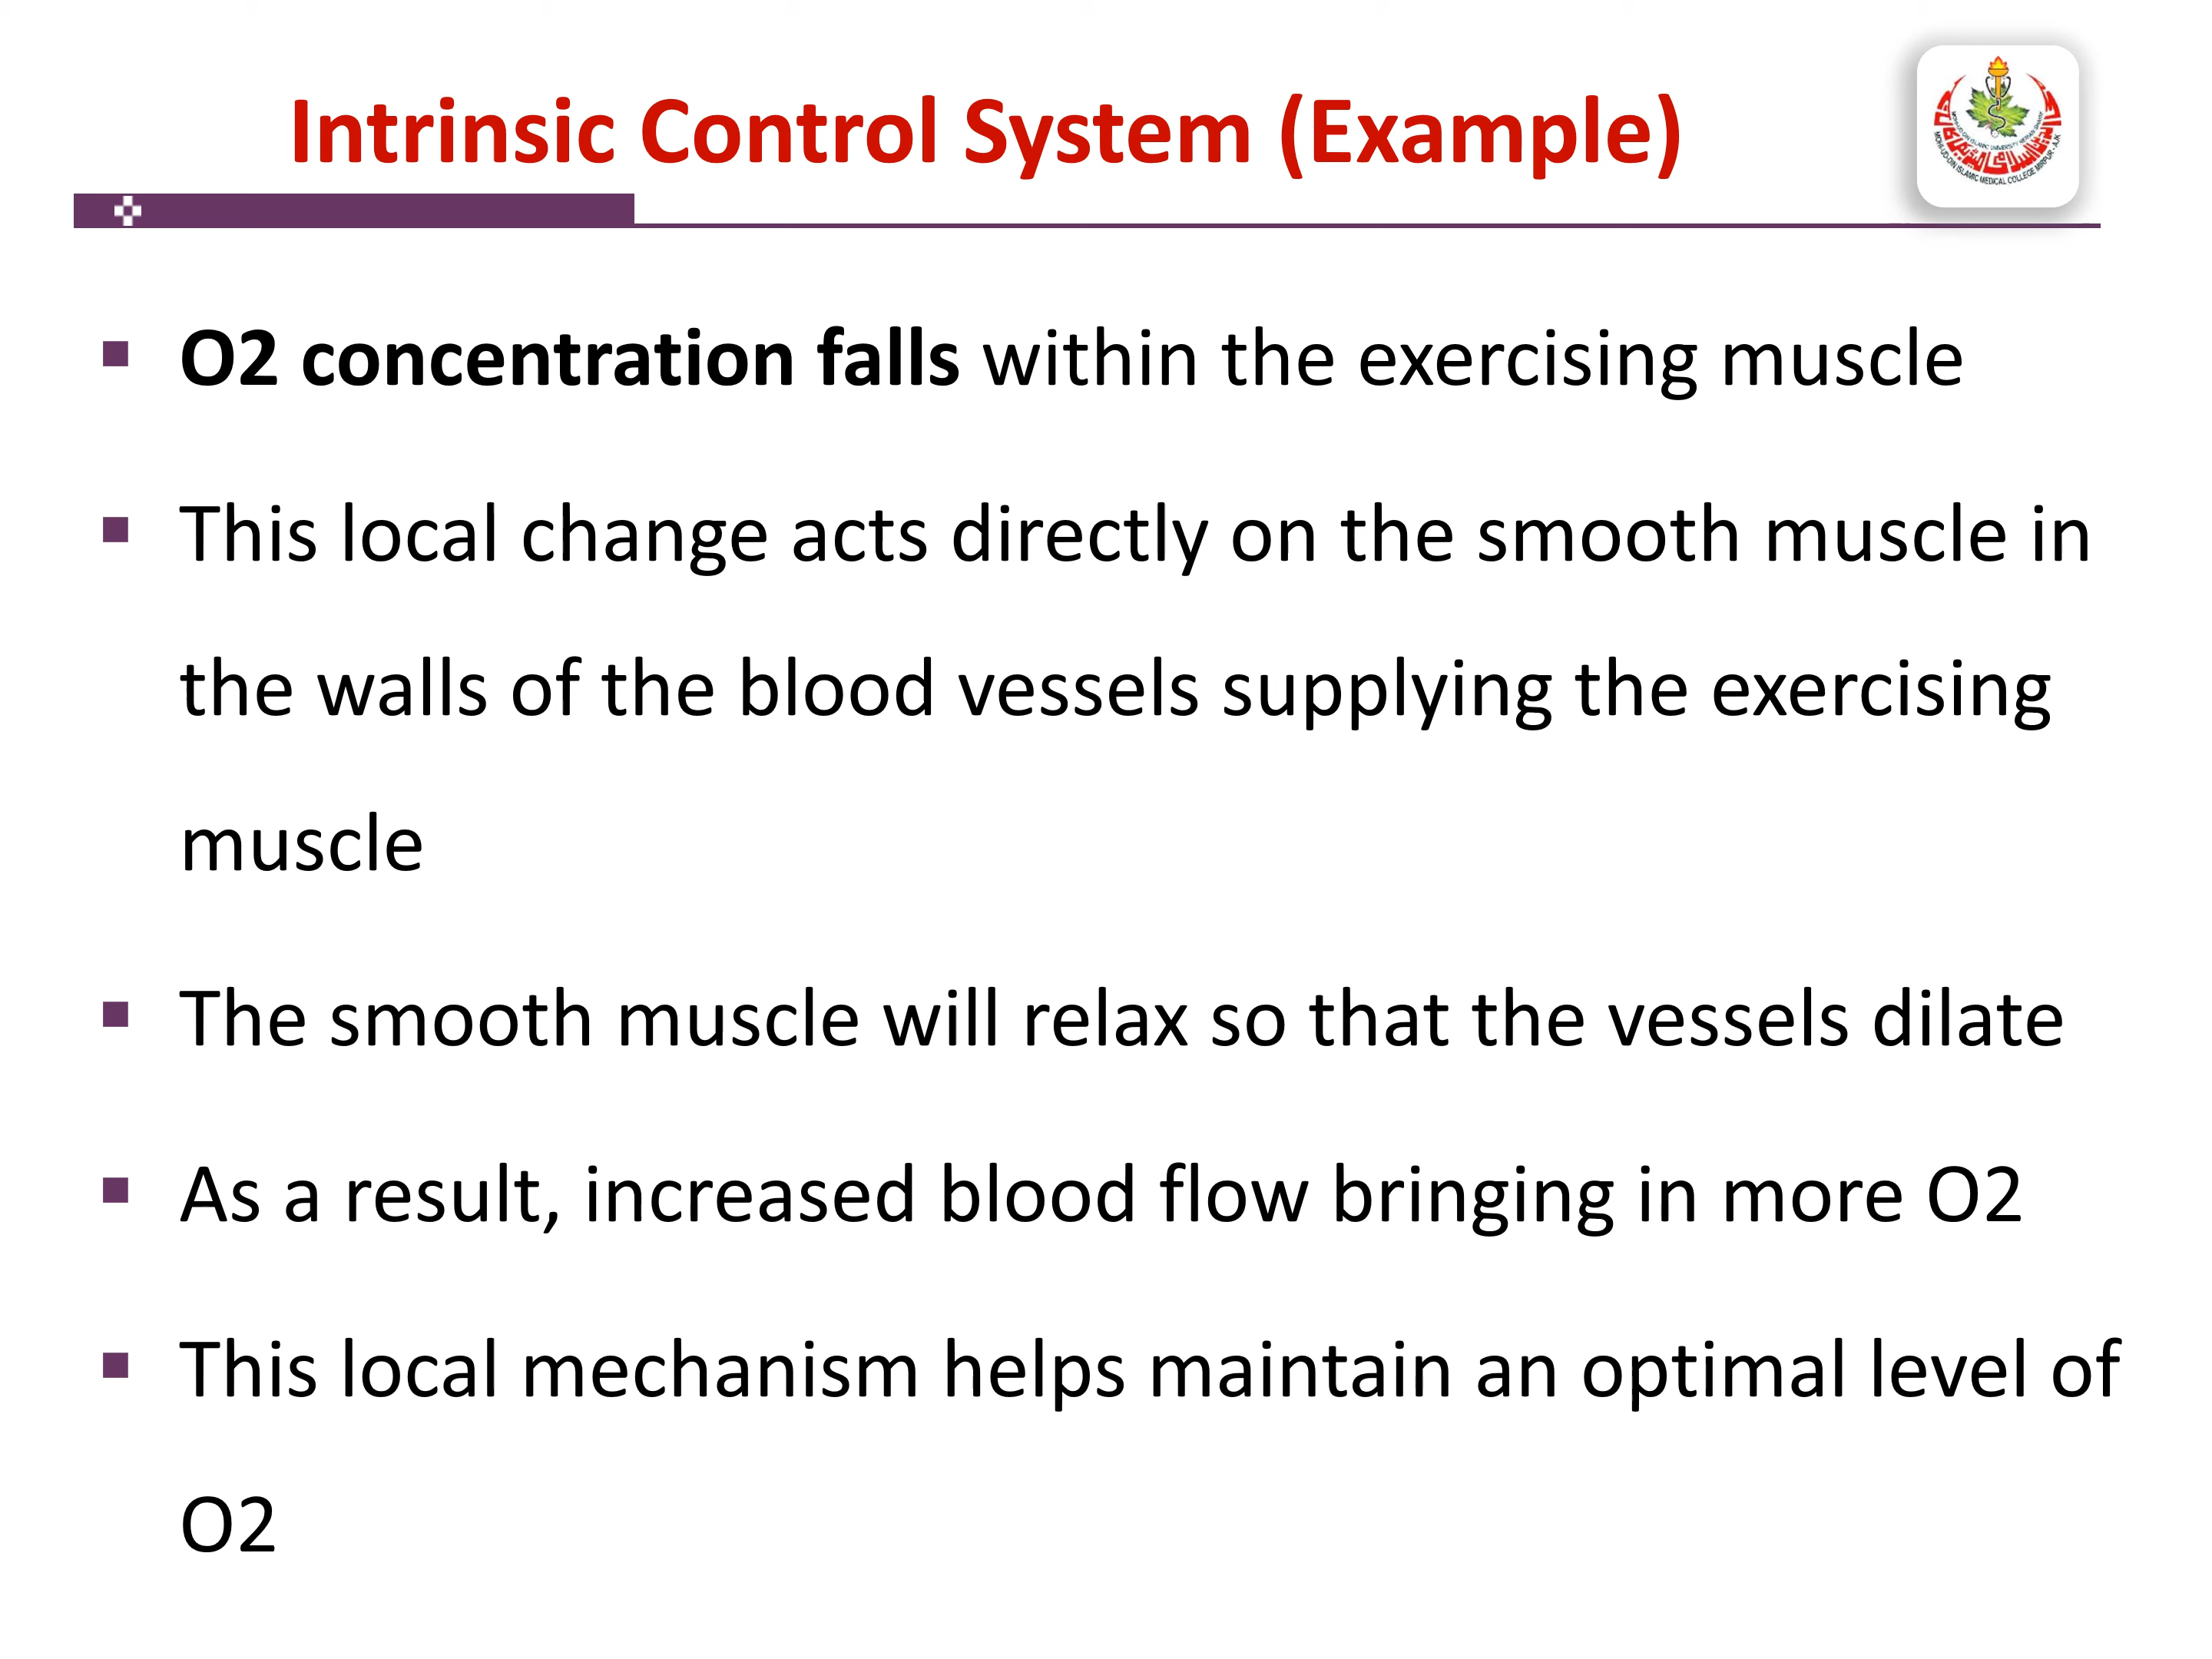 Intrinsic Control System (Example)
O2 concentration falls within the exercising muscle
This local change acts directly on the smooth muscle in
the walls of the blood vessels supplying the exercising
muscle
The smooth muscle will relax so that the vessels dilate
As a result, increased blood flow bringing in more O2
This local mechanism helps maintain an optimal level of
O2